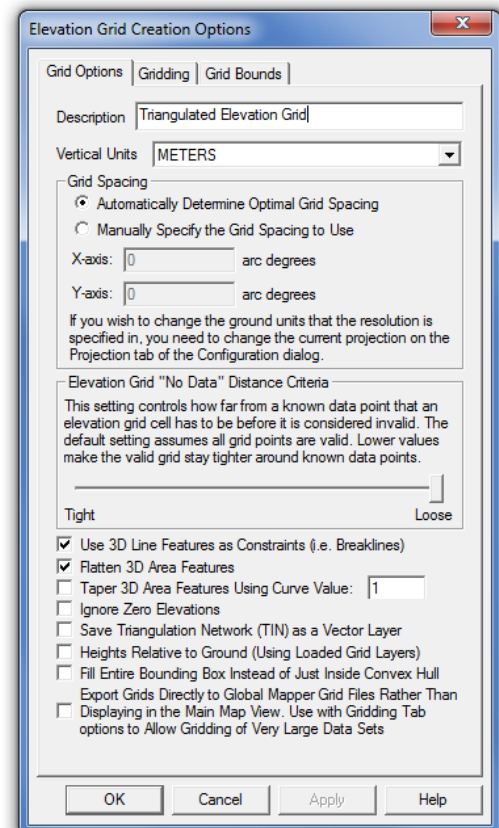 Elevation Grid Creation Options
Grid Options Gridding Grid Bounds
Description Triangulated Elevation Grid
Vertical Units METERS
Grid Spacing
Automatically Determine Optimal Grid Spacing
Manually Specify the Grid Spacing to Use
X-axis: 0 arc degrees
Y-axis: 0 arc degrees
If you wish to change the ground units that the resolution is
specified in, you need to change the current projection on the
Projection tab of the Configuration dialog.
Elevation Grid "No Data" Distance Criteria
This setting controls how far from a known data point that an
elevation grid cell has to be before it is considered invalid. The
default setting assumes all grid points are valid. Lower values
make the valid grid stay tighter around known data points.
Tight Loose
Use 3D Line Features as Constraints (i.e. Breaklines)
Flatten 3D Area Features
Taper 3D Area Features Using Curve Value: 1
Ignore Zero Elevations
Save Triangulation Network (TIN) as a Vector Layer
Heights Relative to Ground (Using Loaded Grid Layers)
Fill Entire Bounding Box Instead of Just Inside Convex Hull
Export Grids Directly to Global Mapper Grid Files Rather Than
Displaying in the Main Map View. Use with Gridding Tab
options to Allow Gridding of Very Large Data Sets
OK Cancel Apply Help